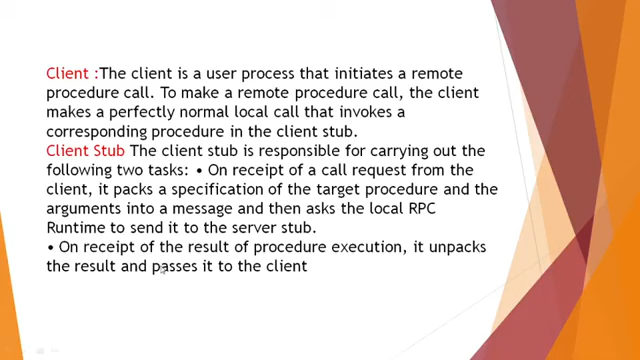 Client :The client is a user process that initiates a remote
procedure call. To make a remote procedure call, the client
makes a perfectly normal local call that invokes a
corresponding procedure in the client stub.
Client Stub The client stub is responsible for carrying out the
following two tasks: • On receipt of a call request from the
client, it packs a specification of the target procedure and the
arguments into a message and then asks the local RPC
Runtime to send it to the server stub.
• On receipt of the result of procedure execution, it unpacks
the result and passes it to the client